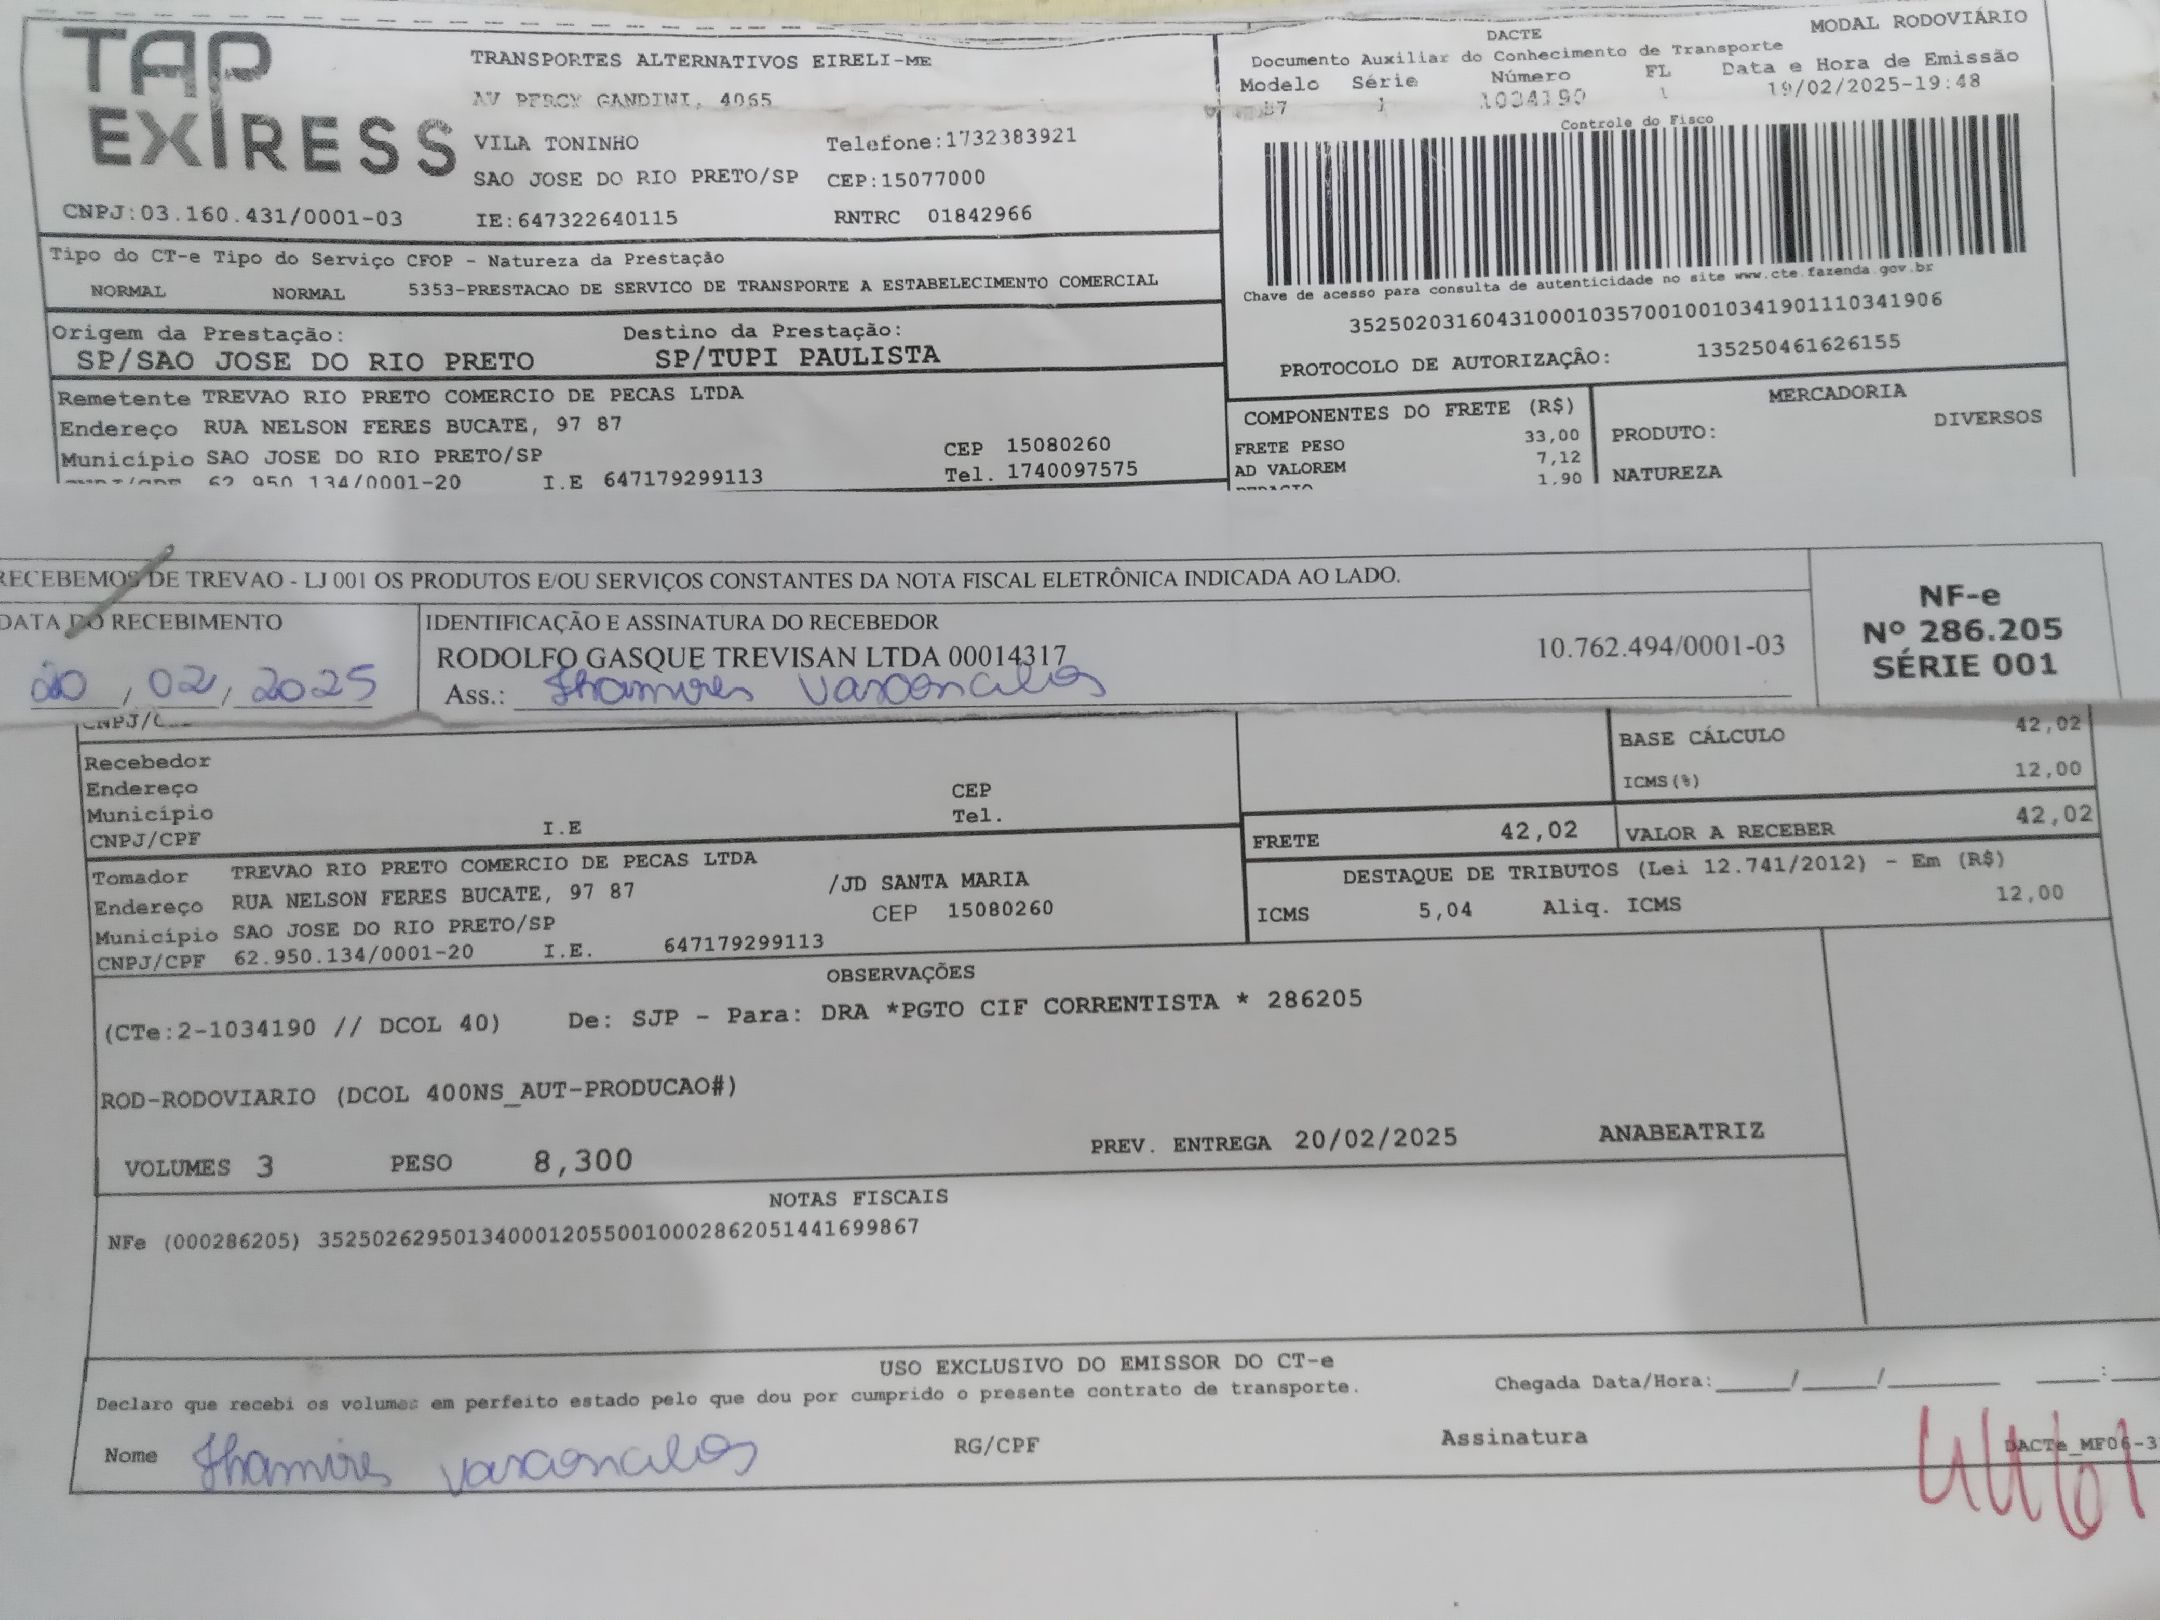 TAP
EXPRESS
TRANSPORTES ALTERNATIVOS EIRELI-ME
AV PERCY GANDINI, 4065
VILA TONINHO Telefone:1732383921
SAO JOSE DO RIO PRETO/SP CEP:15077000
CNPJ:03.160.431/0001-03 IE:647322640115 RNTRC 01842966
DACTE MODAL RODOVIÁRIO
Documento Auxiliar do Conhecimento de Transporte
Modelo Série Número FL Data e Hora de Emissão
57 1 1034190 1 19/02/2025-19:48
Controle do Fisco
Chave de acesso para consulta de autenticidade no site www.cte.fazenda.gov.br
35250203160431000103570010010341901110341906
PROTOCOLO DE AUTORIZAÇÃO: 135250461626155
Tipo do CT-e Tipo do Serviço CFOP - Natureza da Prestação
NORMAL NORMAL 5353-PRESTACAO DE SERVICO DE TRANSPORTE A ESTABELECIMENTO COMERCIAL
Origem da Prestação: Destino da Prestação:
SP/SAO JOSE DO RIO PRETO SP/TUPI PAULISTA
Remetente TREVAO RIO PRETO COMERCIO DE PECAS LTDA
Endereço RUA NELSON FERES BUCATE, 97 87
Município SAO JOSE DO RIO PRETO/SP CEP 15080260
62.950.134/0001-20 I.E 647179299113 Tel. 1740097575
COMPONENTES DO FRETE (R$) MERCADORIA
FRETE PESO 33,00 PRODUTO: DIVERSOS
AD VALOREM 7,12
1,90 NATUREZA
RECEBEMOS DE TREVAO - LJ 001 OS PRODUTOS E/OU SERVIÇOS CONSTANTES DA NOTA FISCAL ELETRÔNICA INDICADA AO LADO.
DATA DO RECEBIMENTO IDENTIFICAÇÃO E ASSINATURA DO RECEBEDOR
RODOLFO GASQUE TREVISAN LTDA 00014317 10.762.494/0001-03
20/02/2025 Ass.: Thamires Vasconcelos
NF-e
Nº 286.205
SÉRIE 001
CNPJ/C
Recebedor
Endereço CEP
Município Tel.
CNPJ/CPF I.E
BASE CÁLCULO 42,02
ICMS(%) 12,00
FRETE 42,02 VALOR A RECEBER 42,02
DESTAQUE DE TRIBUTOS (Lei 12.741/2012) - Em (R$)
ICMS 5,04 Aliq. ICMS 12,00
Tomador TREVAO RIO PRETO COMERCIO DE PECAS LTDA
Endereço RUA NELSON FERES BUCATE, 97 87 /JD SANTA MARIA
Município SAO JOSE DO RIO PRETO/SP CEP 15080260
CNPJ/CPF 62.950.134/0001-20 I.E. 647179299113
OBSERVAÇÕES
(CTe:2-1034190 // DCOL 40) De: SJP - Para: DRA *PGTO CIF CORRENTISTA * 286205
ROD-RODOVIARIO (DCOL 400NS_AUT-PRODUCAO#)
VOLUMES 3 PESO 8,300 PREV. ENTREGA 20/02/2025 ANABEATRIZ
NOTAS FISCAIS
NFe (000286205) 35250262950134000120550010002862051441699867
USO EXCLUSIVO DO EMISSOR DO CT-e
Declaro que recebi os volumes em perfeito estado pelo que dou por cumprido o presente contrato de transporte. Chegada Data/Hora:____/____/____ ____:____
Nome Thamires Vasconcelos RG/CPF Assinatura
DACTe_MF06-3